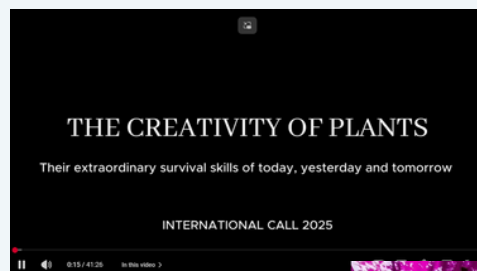 THE CREATIVITY OF PLANTS
Their extraordinary survival skills of today, yesterday and tomorrow
INTERNATIONAL CALL 2025
0:15 / 41:26 In this video >